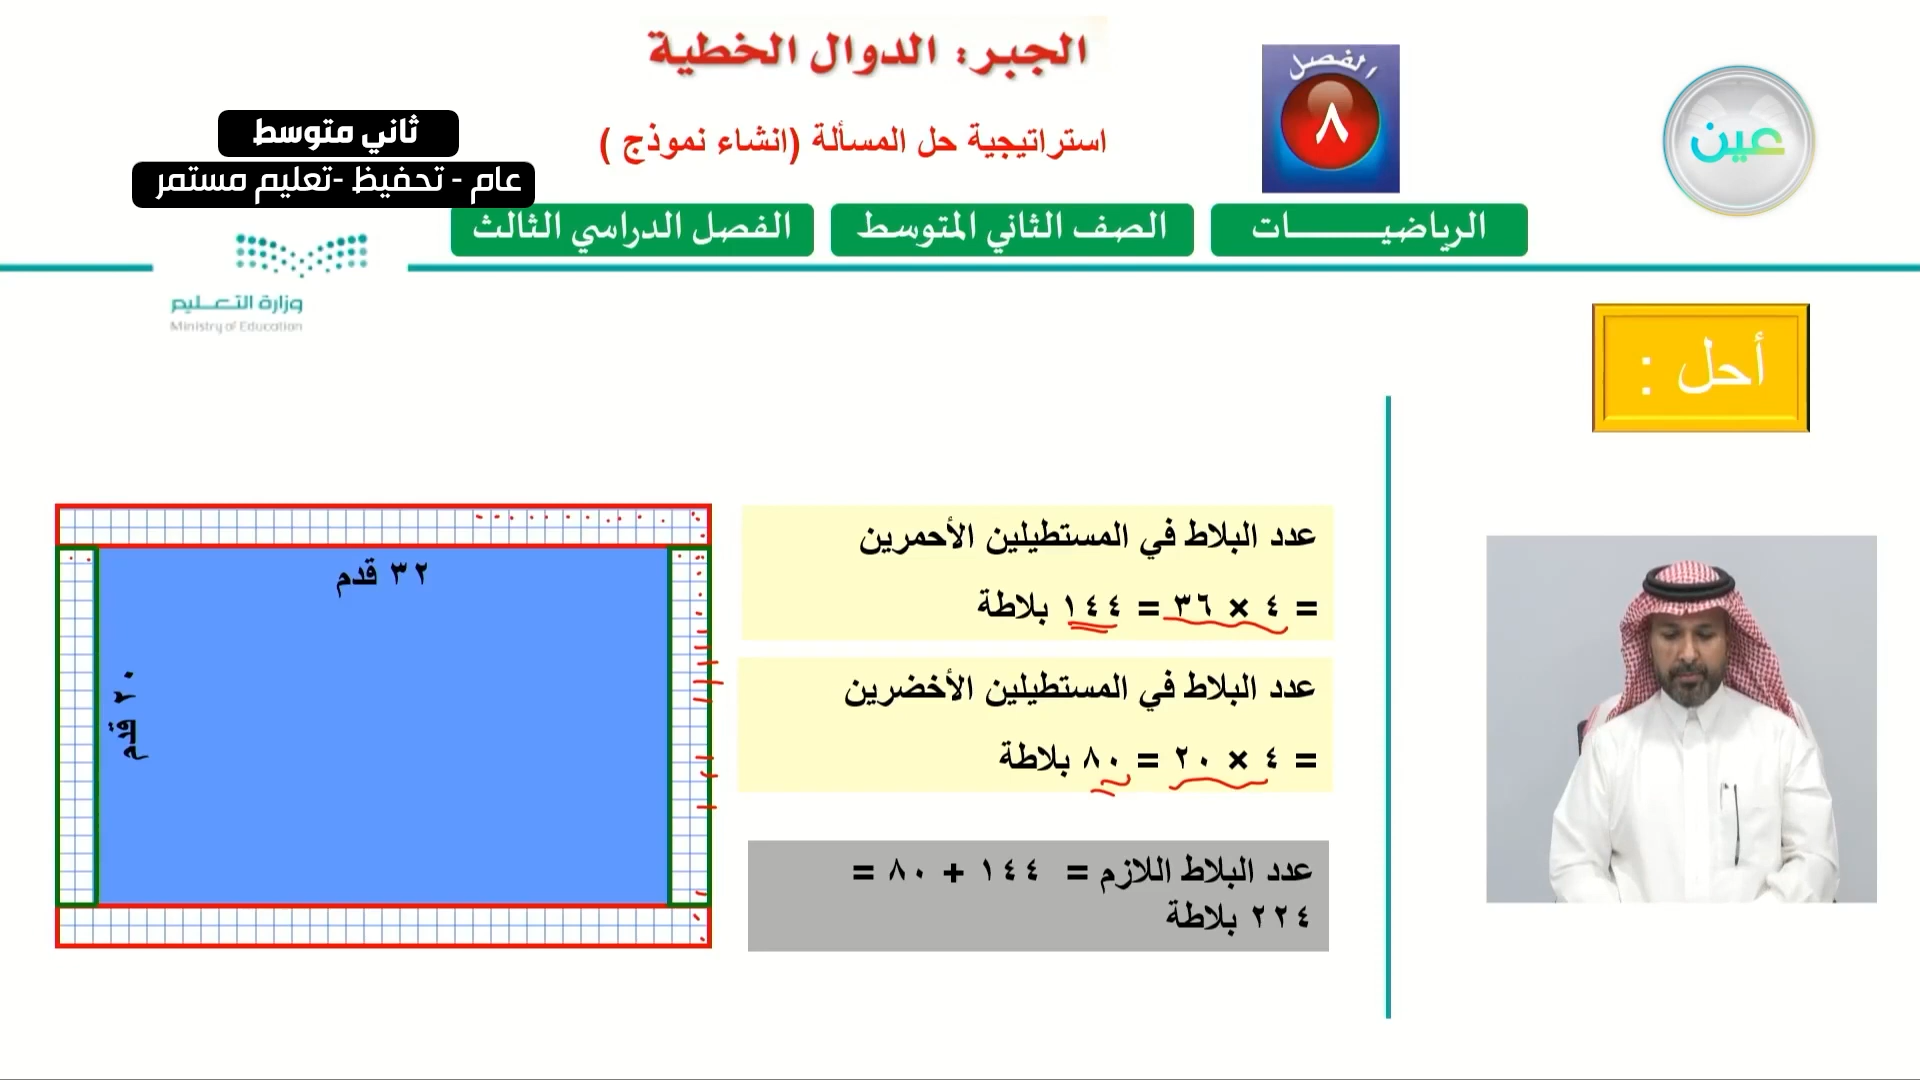 الجبر: الدوال الخطية
الفصل
٨
عين
ثاني متوسط
استراتيجية حل المسألة (انشاء نموذج )
عام - تحفيظ -تعليم مستمر
الرياضيـــــــــــات
الصف الثاني المتوسط
الفصل الدراسي الثالث
وزارة التعـــليم
Ministry of Education
أحل :
عدد البلاط في المستطيلين الأحمرين
= ٤ × ٣٦ = ١٤٤ بلاطة
عدد البلاط في المستطيلين الأخضرين
= ٤ × ٢٠ = ٨٠ بلاطة
عدد البلاط اللازم = ١٤٤ + ٨٠ =
٢٢٤ بلاطة
٣٢ قدم
٢٠ قدم